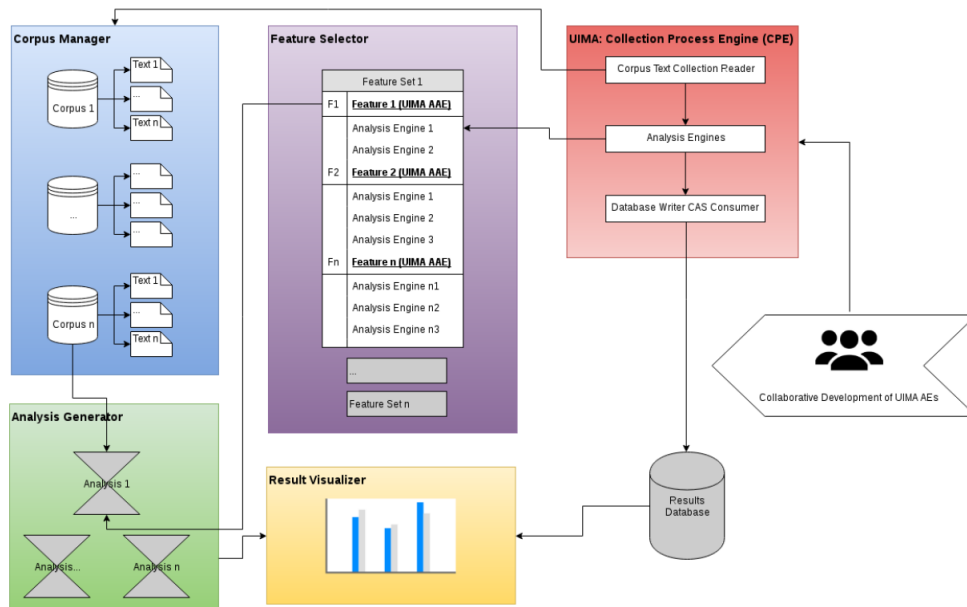 Corpus Manager
Text 1
...
Corpus 1
Text n
...
...
...
...
Text 1
...
Corpus n
Text n
Feature Selector
Feature Set 1
F1 Feature 1 (UIMA AAE)
Analysis Engine 1
Analysis Engine 2
F2 Feature 2 (UIMA AAE)
Analysis Engine 1
Analysis Engine 2
Analysis Engine 3
Fn Feature n (UIMA AAE)
Analysis Engine n1
Analysis Engine n2
Analysis Engine n3
...
Feature Set n
UIMA: Collection Process Engine (CPE)
Corpus Text Collection Reader
Analysis Engines
Database Writer CAS Consumer
Collaborative Development of UIMA AEs
Analysis Generator
Analysis 1
Analysis...
Analysis n
Result Visualizer
Results
Database